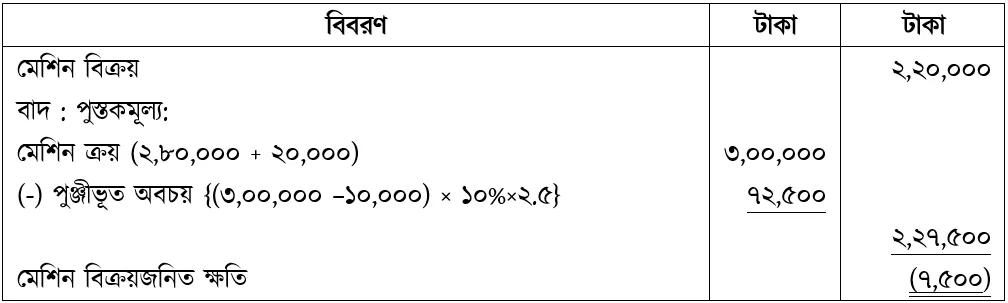 বিবরণ টাকা টাকা
মেশিন বিক্রয় ২,২০,০০০
বাদ : পুস্তকমূল্য:
মেশিন ক্রয় (২,৮০,০০০ + ২০,০০০) ৩,০০,০০০
(-) পুঞ্জীভূত অবচয় {(৩,০০,০০০ –১০,০০০) × ১০%×২.৫} ৭২,৫০০
২,২৭,৫০০
মেশিন বিক্রয়জনিত ক্ষতি (৭,৫০০)